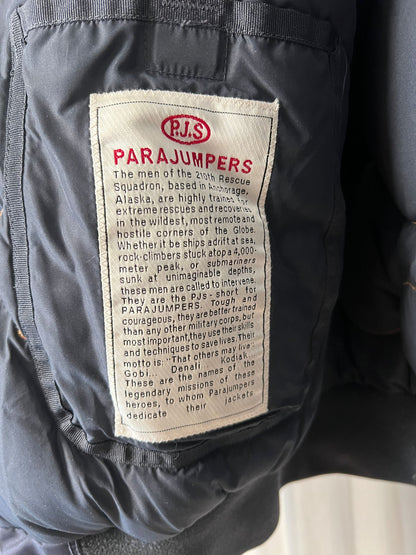 P.J.S
PARAJUMPERS
The men of the 210th Rescue
Squadron, based in Anchorage,
Alaska, are highly trained for
extreme rescues and recoveries
in the wildest, most remote and
hostile corners of the Globe.
Whether it be ships adrift at sea,
rock-climbers stuck atop a 4,000-
meter peak, or submariners
sunk at unimaginable depths,
these men are called to intervene.
They are the PJs - short for
PARAJUMPERS. Tough and
courageous, they are better trained
than any other military corps, but
most important, they use their skills
and techniques to save lives. Their
motto is: "That others may live".
Gobi... Denali... Kodiak...
These are the names of the
legendary missions of these
heroes, to whom Parajumpers
dedicate their jackets